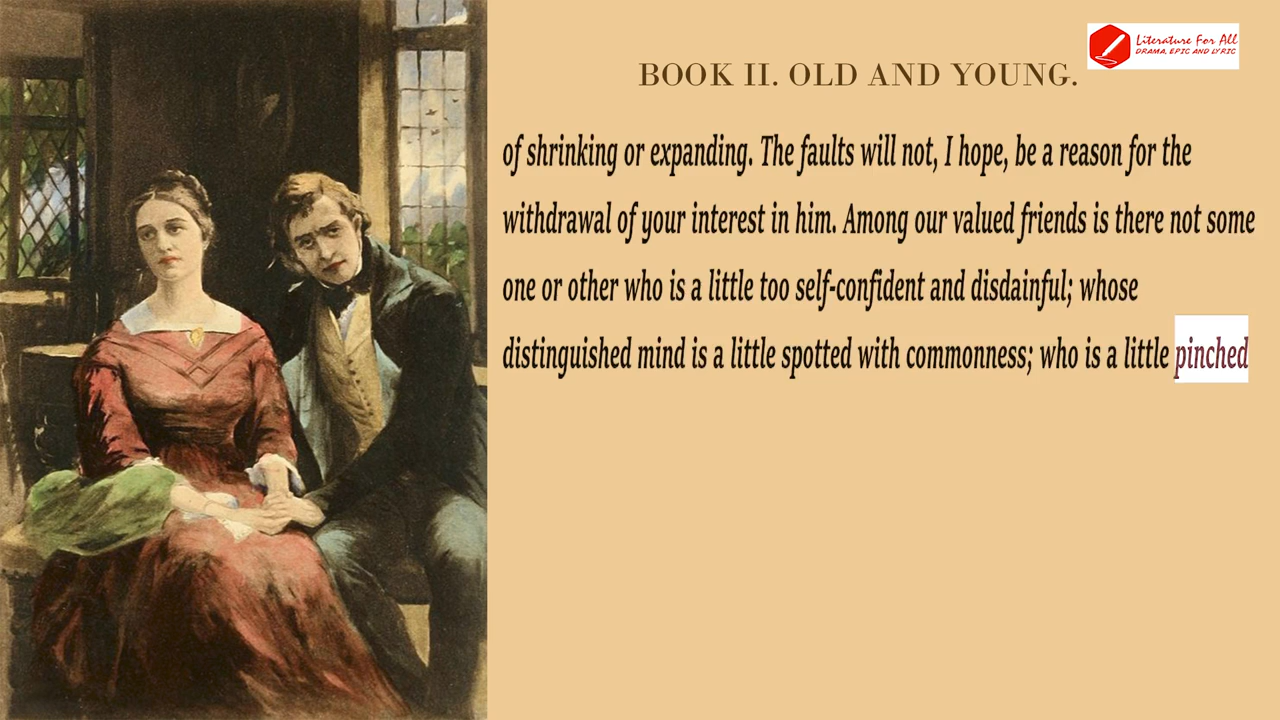 Literature For All
DRAMA, EPIC AND LYRIC
BOOK II. OLD AND YOUNG.
of shrinking or expanding. The faults will not, I hope, be a reason for the
withdrawal of your interest in him. Among our valued friends is there not some
one or other who is a little too self-confident and disdainful; whose
distinguished mind is a little spotted with commonness; who is a little pinched